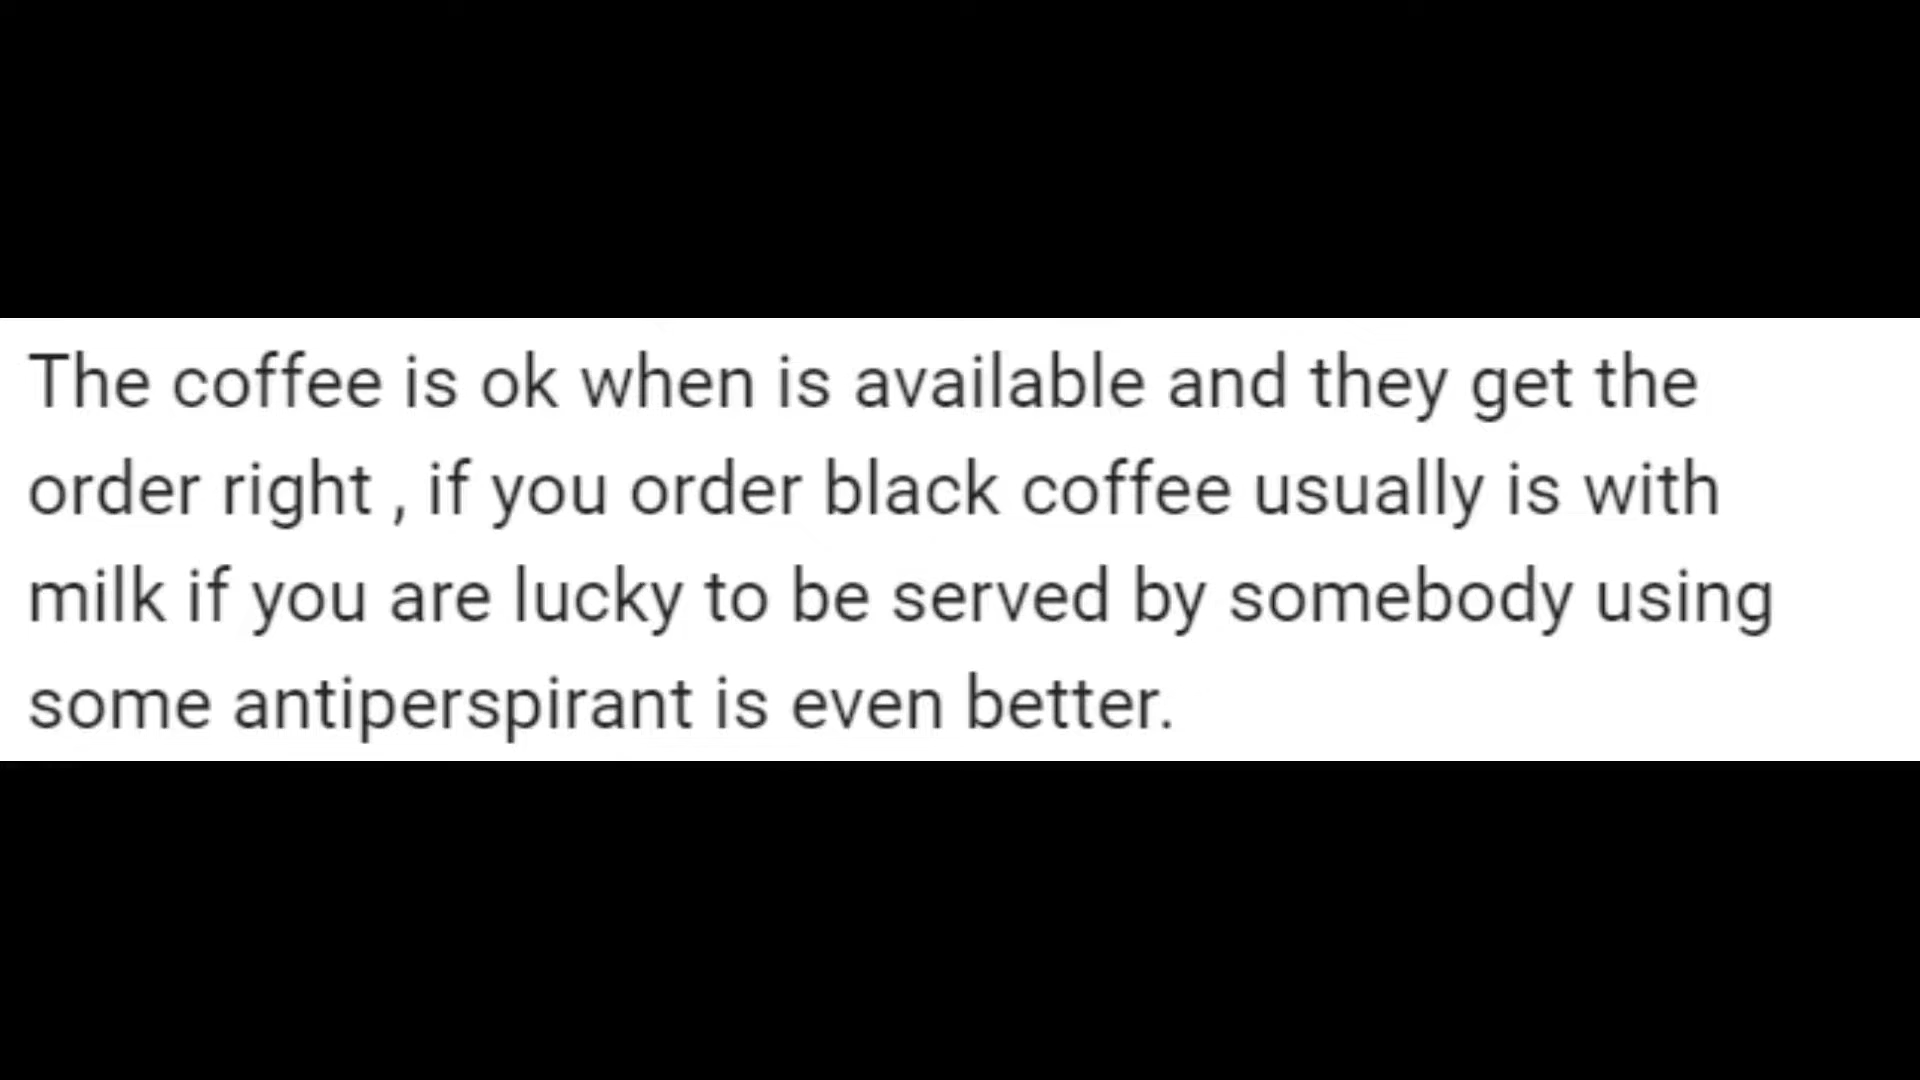 The coffee is ok when is available and they get the
order right , if you order black coffee usually is with
milk if you are lucky to be served by somebody using
some antiperspirant is even better.